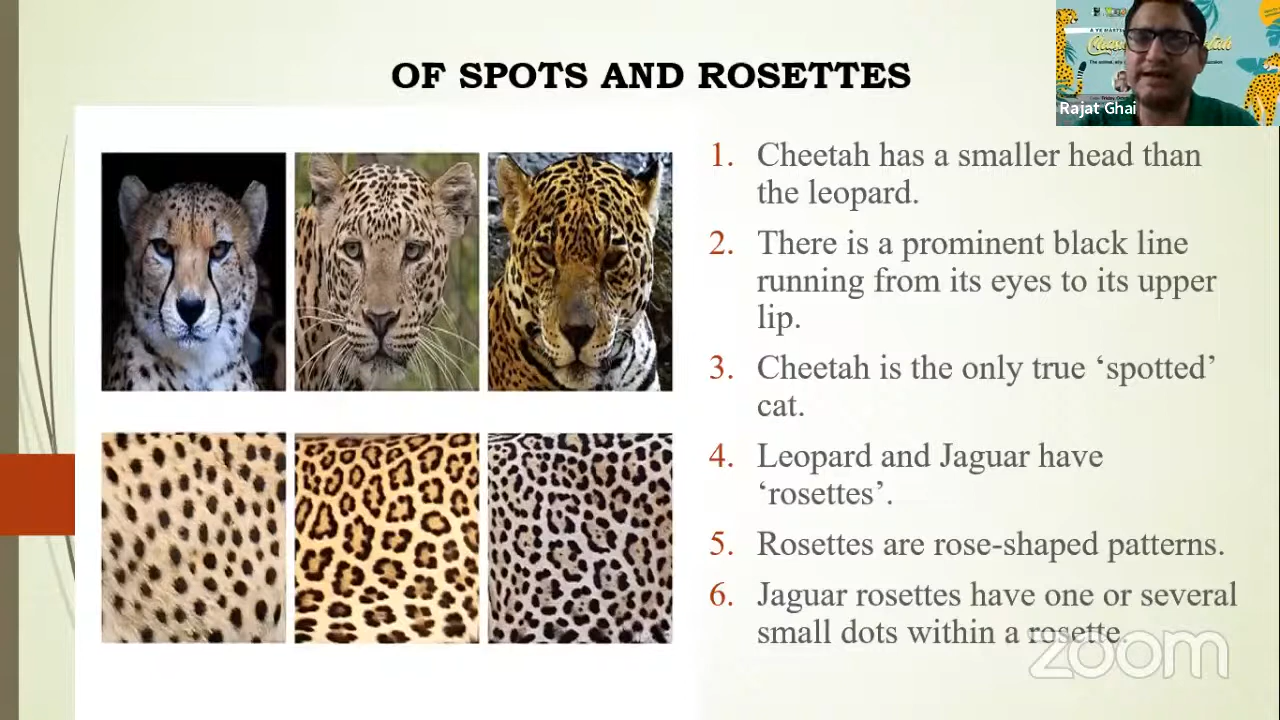 OF SPOTS AND ROSETTES
Rajat Ghai
1. Cheetah has a smaller head than
the leopard.
2. There is a prominent black line
running from its eyes to its upper
lip.
3. Cheetah is the only true ‘spotted’
cat.
4. Leopard and Jaguar have
‘rosettes’.
5. Rosettes are rose-shaped patterns.
6. Jaguar rosettes have one or several
small dots within a rosette.
zoom